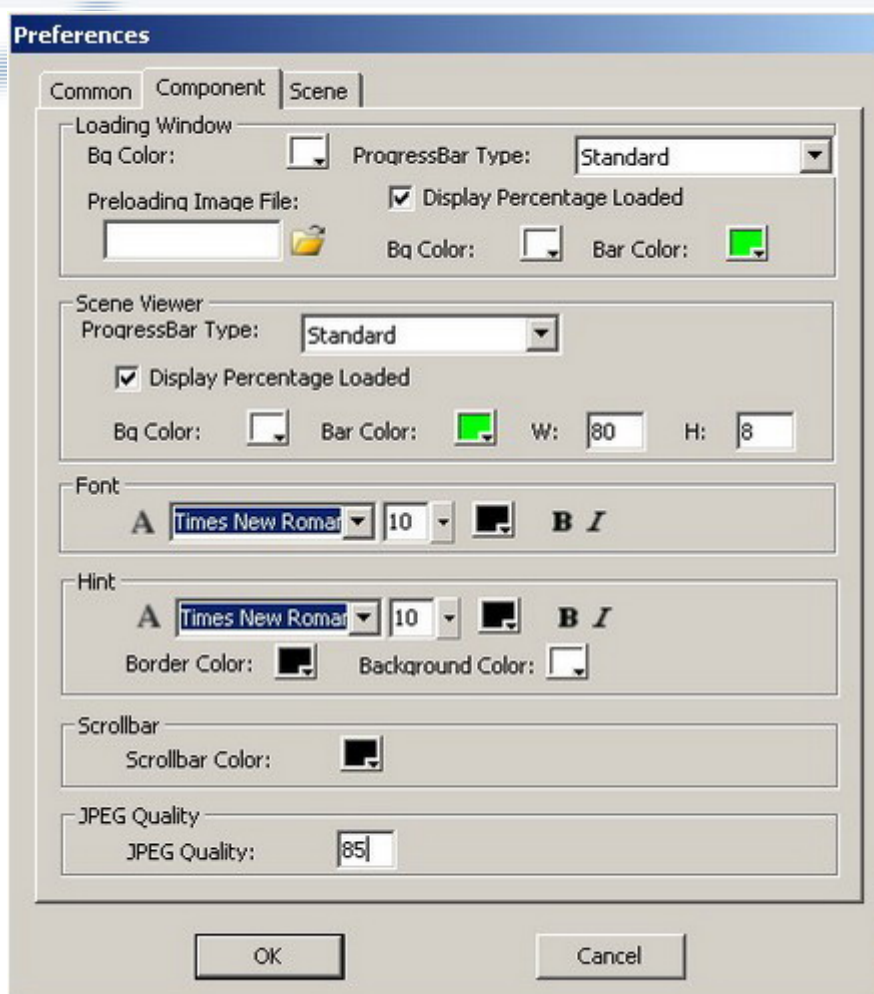 Preferences
Common Component Scene
Loading Window
Bg Color: ProgressBar Type: Standard
Preloading Image File: Display Percentage Loaded
Bg Color: Bar Color:
Scene Viewer
ProgressBar Type: Standard
Display Percentage Loaded
Bg Color: Bar Color: W: 80 H: 8
Font
A Times New Roman 10 B I
Hint
A Times New Roman 10 B I
Border Color: Background Color:
Scrollbar
Scrollbar Color:
JPEG Quality
JPEG Quality: 85
OK Cancel